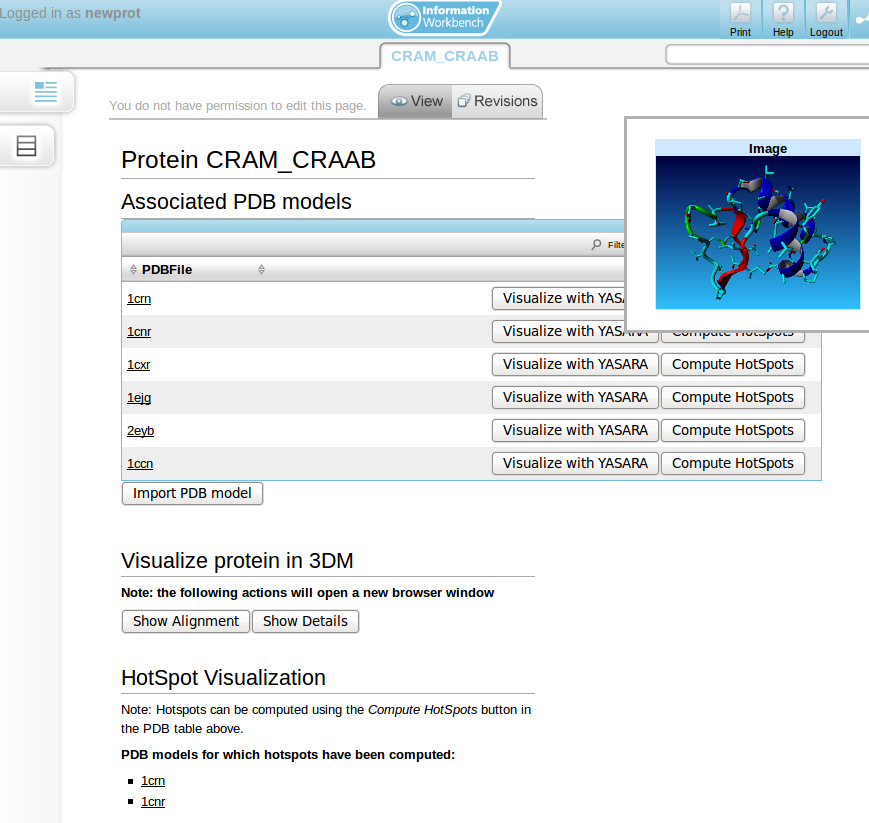 Logged in as newprot
Information
Workbench
Print Help Logout
CRAM_CRAAB
You do not have permission to edit this page.
View Revisions
Image
Protein CRAM_CRAAB
Associated PDB models
Filte
PDBFile
1crn Visualize with YASA
1cnr Visualize with YASARA Compute HotSpots
1cxr Visualize with YASARA Compute HotSpots
1ejg Visualize with YASARA Compute HotSpots
2eyb Visualize with YASARA Compute HotSpots
1ccn Visualize with YASARA Compute HotSpots
Import PDB model
Visualize protein in 3DM
Note: the following actions will open a new browser window
Show Alignment Show Details
HotSpot Visualization
Note: Hotspots can be computed using the Compute HotSpots button in
the PDB table above.
PDB models for which hotspots have been computed:
1crn
1cnr